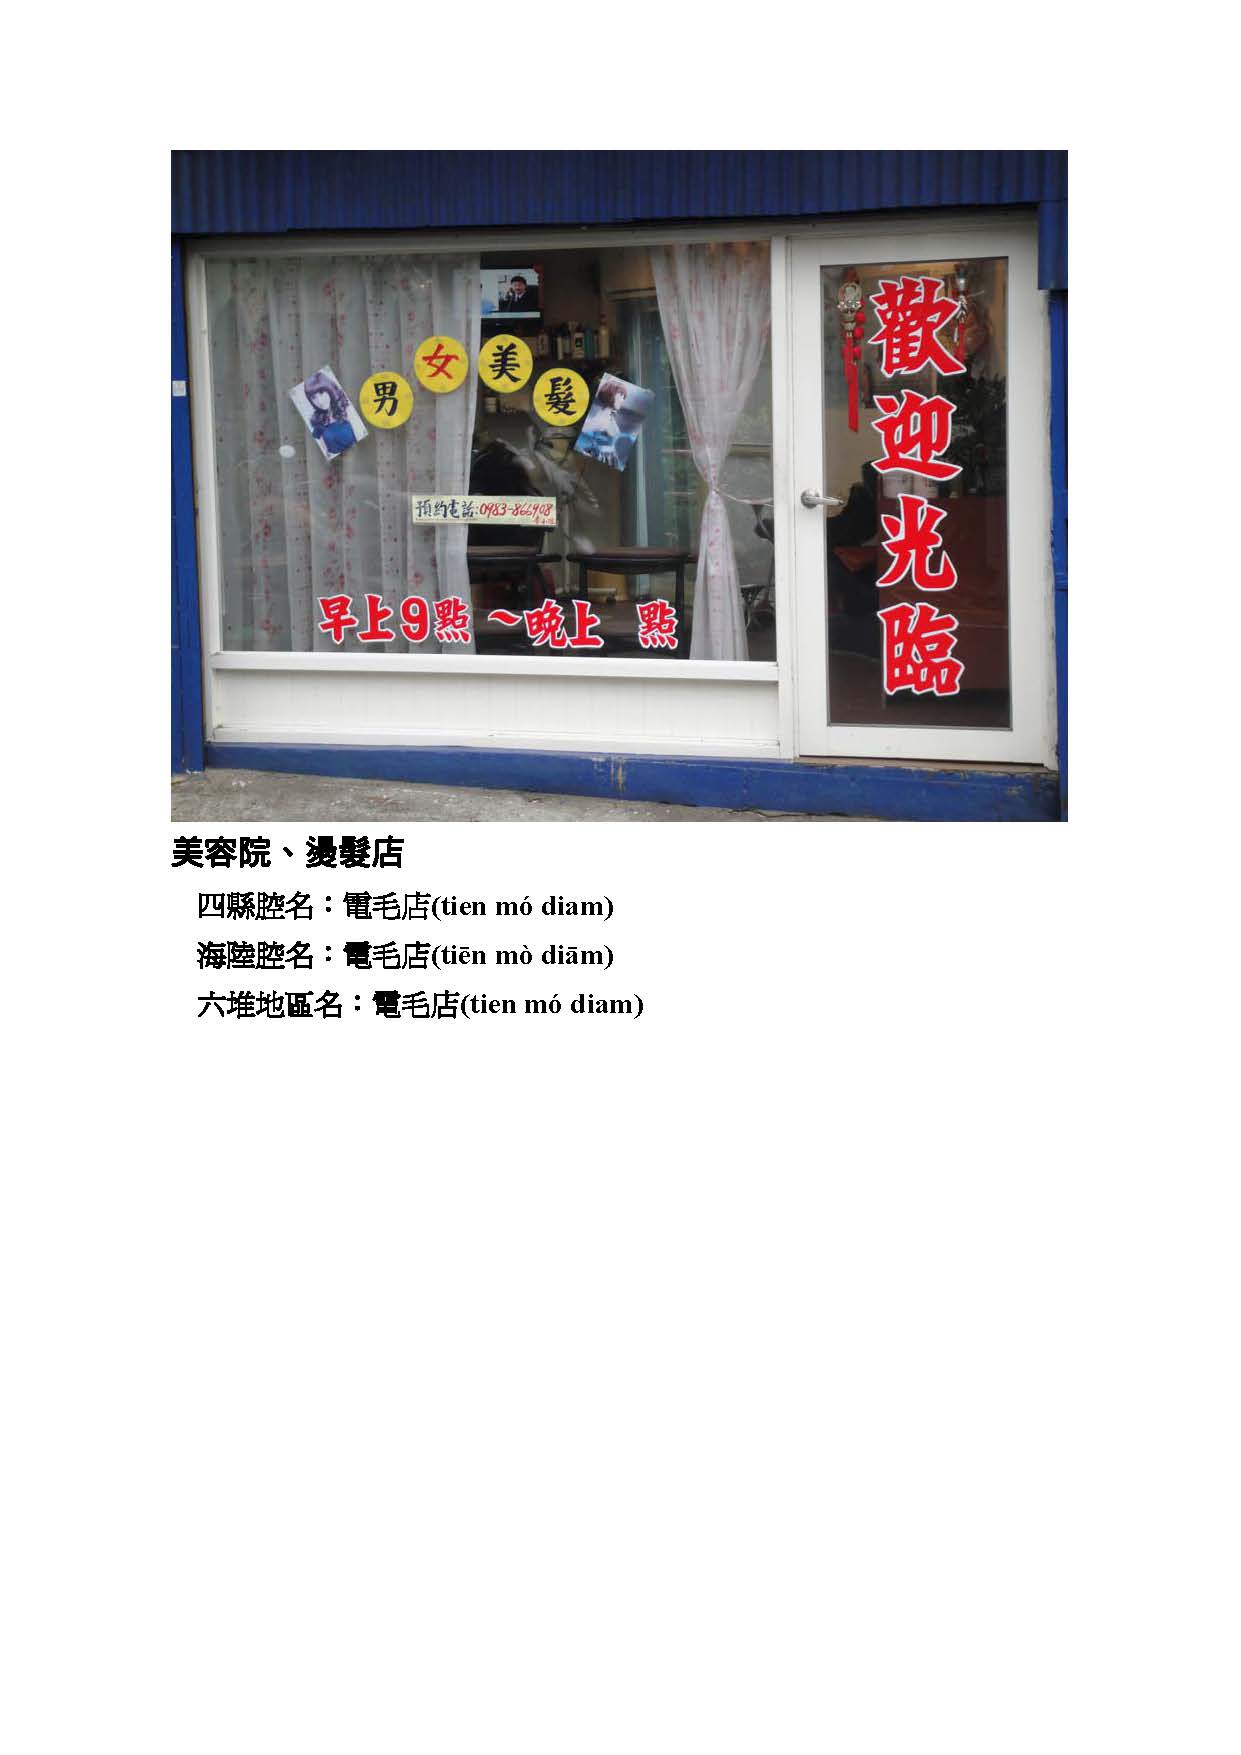 男女美髮
預約電話:0983-866908
早上9點~晚上 點
歡迎光臨
美容院、燙髮店
四縣腔名：電毛店(tien mó diam)
海陸腔名：電毛店(tiēn mò diām)
六堆地區名：電毛店(tien mó diam)